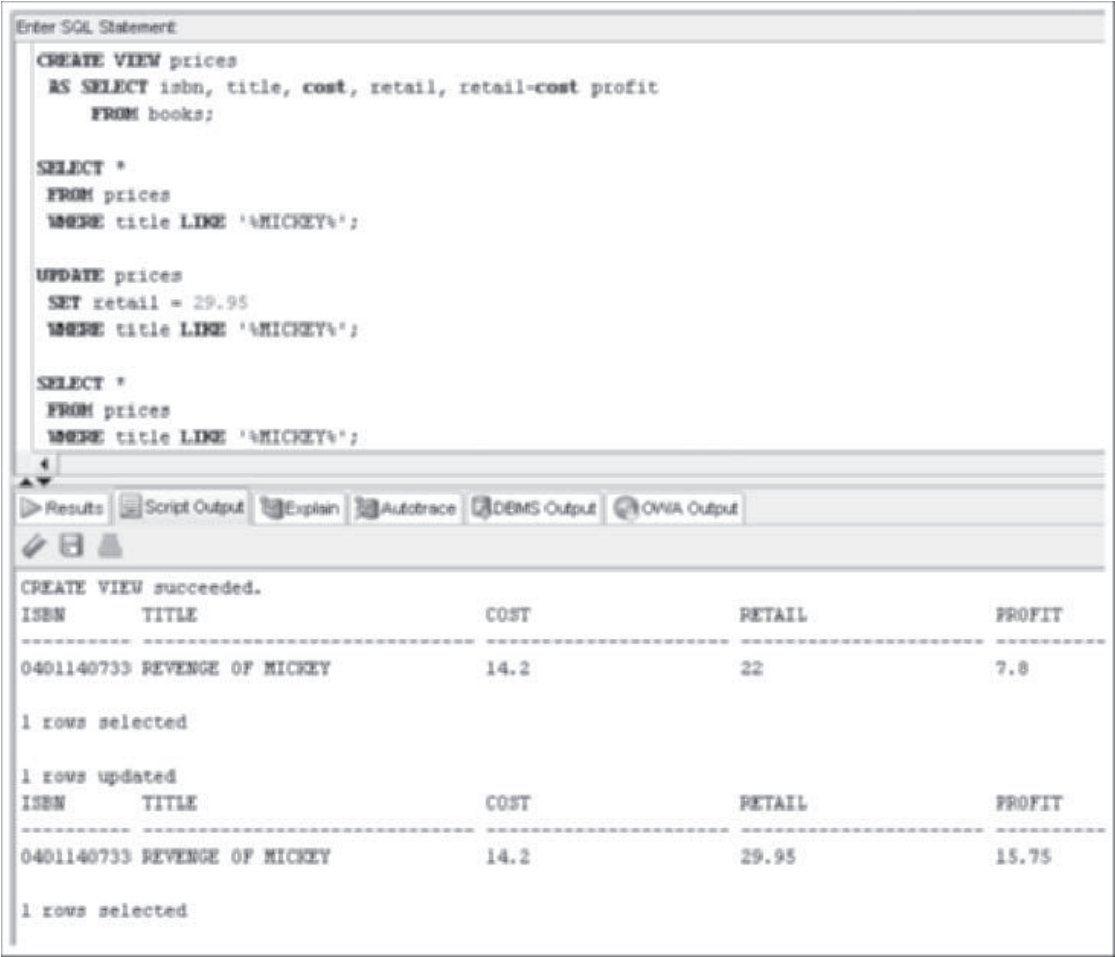 Enter SQL Statement:
CREATE VIEW prices
AS SELECT isbn, title, cost, retail, retail-cost profit
FROM books;
SELECT *
FROM prices
WHERE title LIKE '%MICKEY%';
UPDATE prices
SET retail = 29.95
WHERE title LIKE '%MICKEY%';
SELECT *
FROM prices
WHERE title LIKE '%MICKEY%';
Results Script Output Explain Autotrace DBMS Output OWA Output
CREATE VIEW succeeded.
ISBN TITLE COST RETAIL PROFIT
---------- ------------------------------ ---------------------- ---------------------- ----------
0401140733 REVENGE OF MICKEY 14.2 22 7.8
1 rows selected
1 rows updated
ISBN TITLE COST RETAIL PROFIT
---------- ------------------------------ ---------------------- ---------------------- ----------
0401140733 REVENGE OF MICKEY 14.2 29.95 15.75
1 rows selected